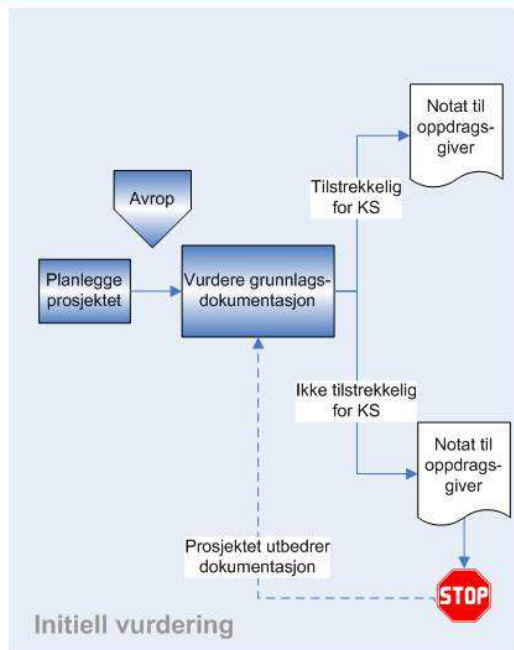 Notat til
oppdrags-
giver
Tilstrekkelig
for KS
Avrop
Planlegge
prosjektet
Vurdere grunnlags-
dokumentasjon
Ikke tilstrekkelig
for KS
Notat til
oppdrags-
giver
Prosjektet utbedrer
dokumentasjon
STOP
Initiell vurdering